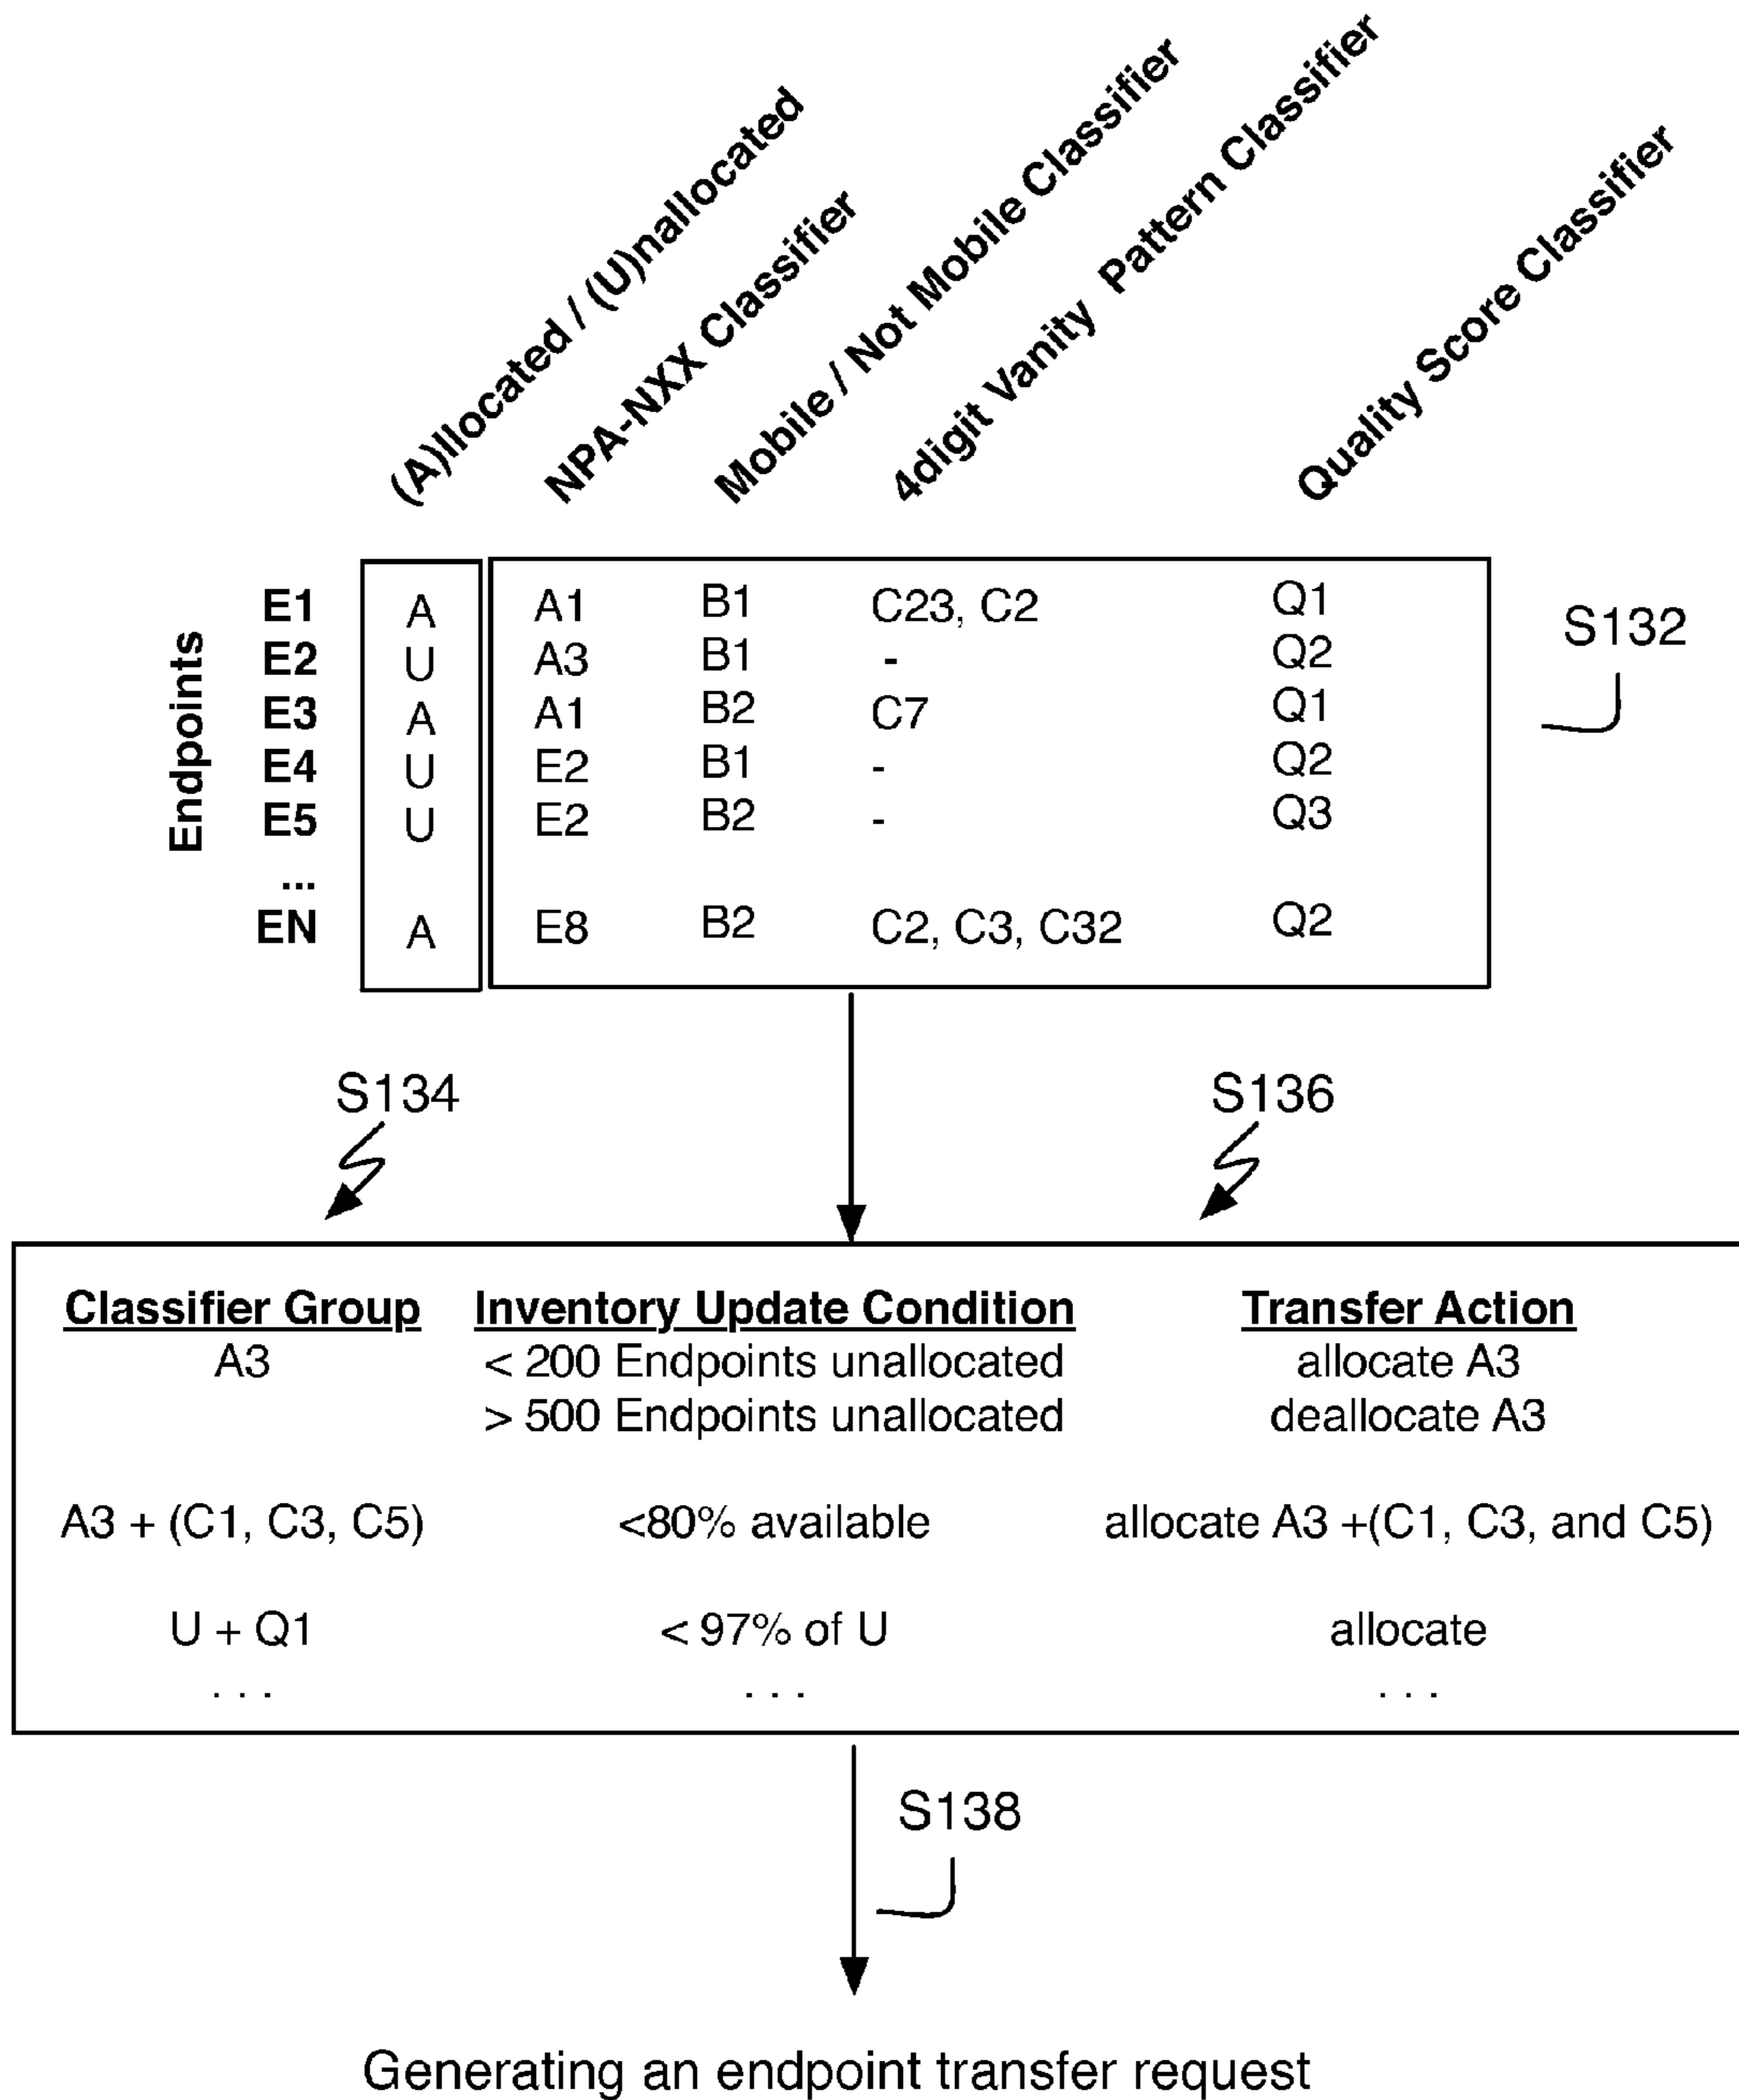 (A)llocated / (U)nallocated
NPA-NXX Classifier
Mobile / Not Mobile Classifier
4digit Vanity Pattern Classifier
Quality Score Classifier
Endpoints
E1 A A1 B1 C23, C2 Q1
E2 U A3 B1 - Q2
E3 A A1 B2 C7 Q1
E4 U E2 B1 - Q2
E5 U E2 B2 - Q3
...
EN A E8 B2 C2, C3, C32 Q2
S132
S134
S136
Classifier Group Inventory Update Condition Transfer Action
A3 < 200 Endpoints unallocated allocate A3
> 500 Endpoints unallocated deallocate A3
A3 + (C1, C3, C5) <80% available allocate A3 +(C1, C3, and C5)
U + Q1 < 97% of U allocate
. . . . . . . . .
S138
Generating an endpoint transfer request